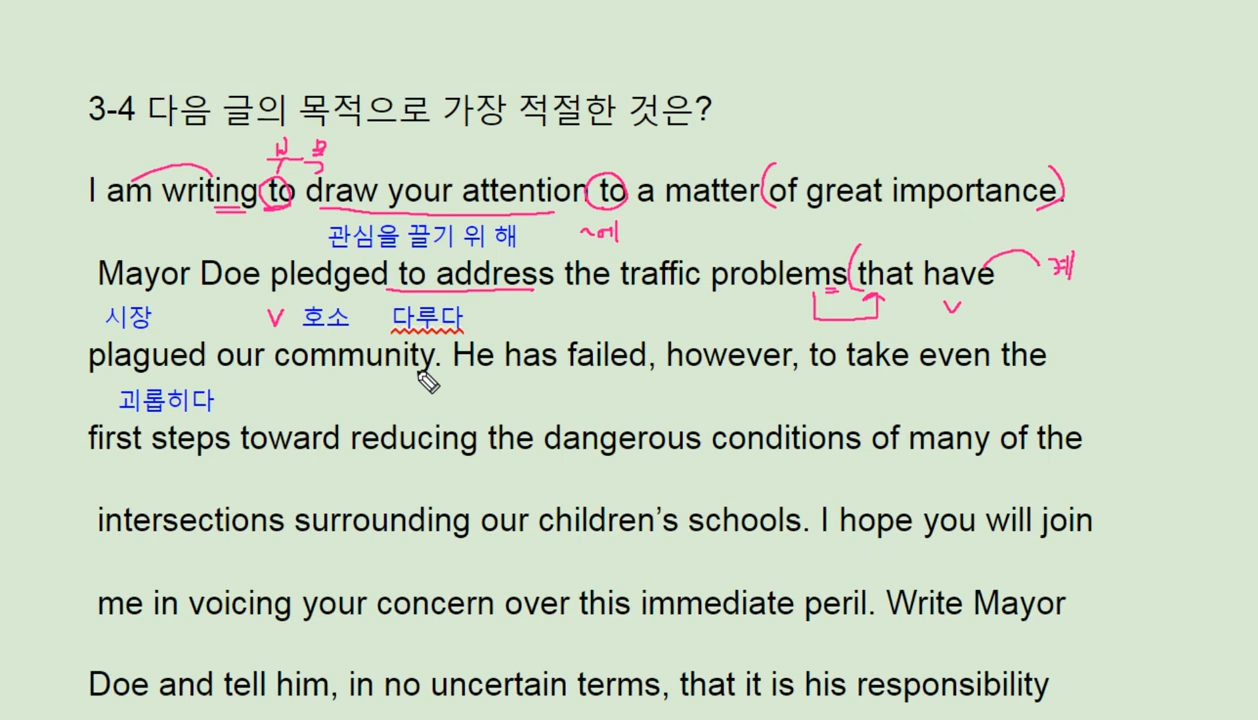 3-4 다음 글의 목적으로 가장 적절한 것은?
부 목
I am writing to draw your attention to a matter (of great importance.)
관심을 끌기 위 해 ~에
Mayor Doe pledged to address the traffic problems (that have 계
시장 V 호소 다루다 V
plagued our community. He has failed, however, to take even the
괴롭히다
first steps toward reducing the dangerous conditions of many of the
intersections surrounding our children's schools. I hope you will join
me in voicing your concern over this immediate peril. Write Mayor
Doe and tell him, in no uncertain terms, that it is his responsibility